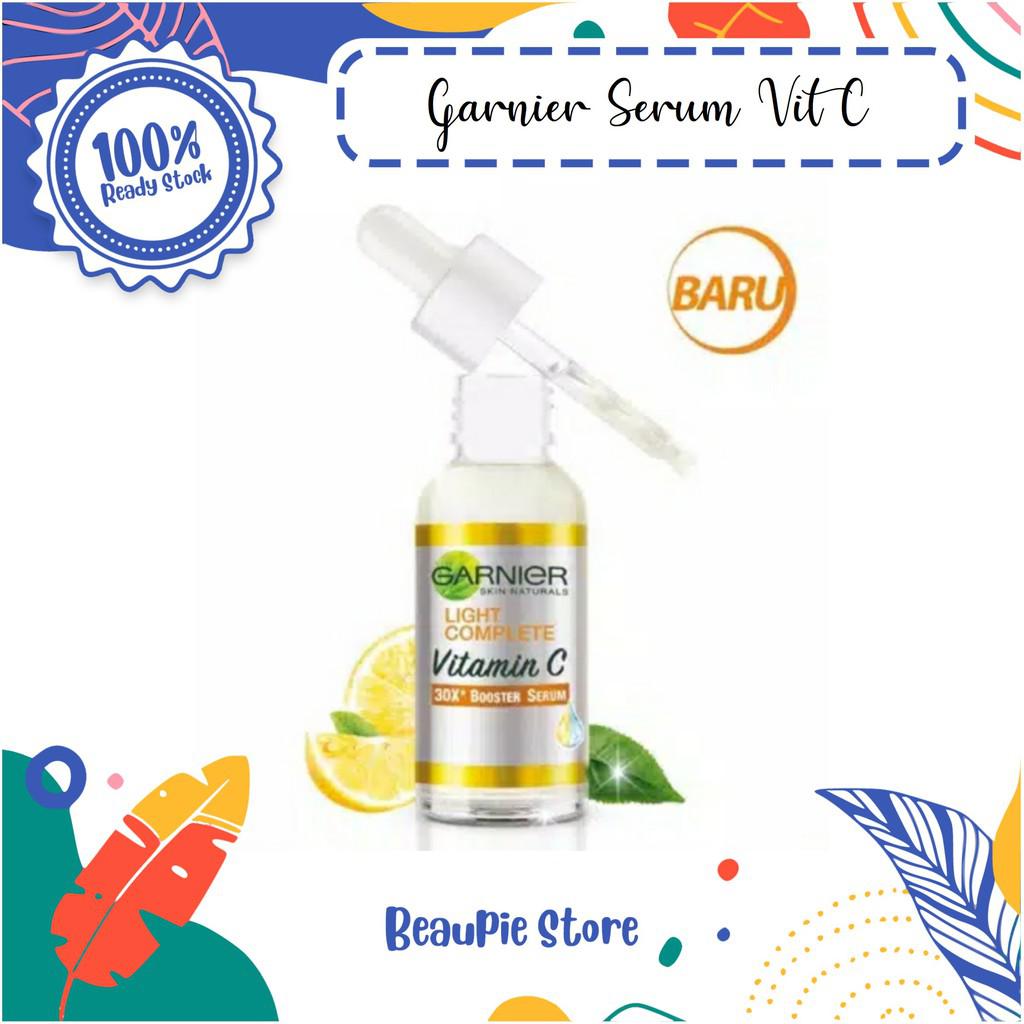 Garnier Serum Vit C
100%
Ready Stock
BARU
GARNIER
SKIN NATURALS
LIGHT
COMPLETE
Vitamin C
30X* BOOSTER SERUM
BeauPie Store